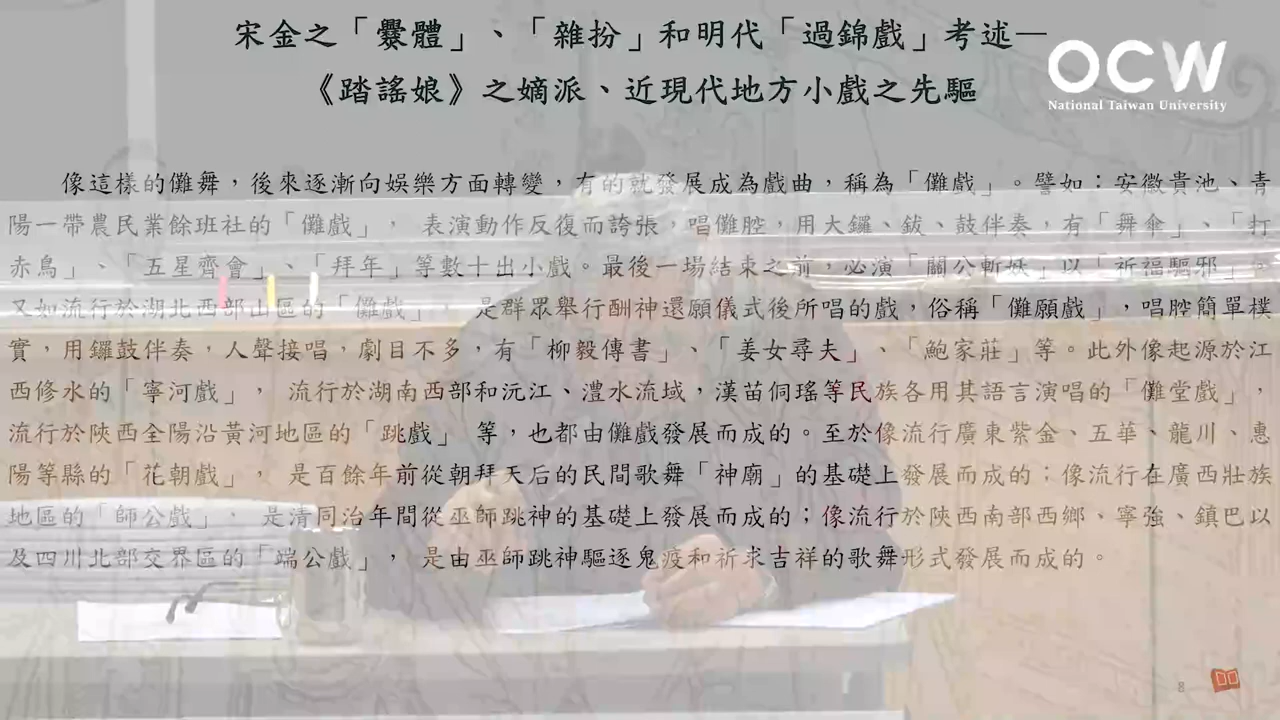 宋金之「爨體」、「雜扮」和明代「過錦戲」考述—
《踏謠娘》之嫡派、近現代地方小戲之先驅
OCW
National Taiwan University
像這樣的儺舞，後來逐漸向娛樂方面轉變，有的就發展成為戲曲，稱為「儺戲」。譬如：安徽貴池、青
陽一帶農民業餘班社的「儺戲」， 表演動作反復而誇張，唱儺腔，用大鑼、鈸、鼓伴奏，有「舞傘」、「打
赤鳥」、「五星齊會」、「拜年」等數十出小戲。最後一場結束之前，必演「關公斬妖」以「祈福驅邪」。
又如流行於湖北西部山區的「儺戲」， 是群眾舉行酬神還願儀式後所唱的戲，俗稱「儺願戲」，唱腔簡單樸
實，用鑼鼓伴奏，人聲接唱，劇目不多，有「柳毅傳書」、「姜女尋夫」、「鮑家莊」等。此外像起源於江
西修水的「寧河戲」， 流行於湖南西部和沅江、澧水流域，漢苗侗瑤等民族各用其語言演唱的「儺堂戲」，
流行於陝西全陽沿黃河地區的「跳戲」 等，也都由儺戲發展而成的。至於像流行廣東紫金、五華、龍川、惠
陽等縣的「花朝戲」， 是百餘年前從朝拜天后的民間歌舞「神廟」的基礎上發展而成的；像流行在廣西壯族
地區的「師公戲」， 是清同治年間從巫師跳神的基礎上發展而成的；像流行於陝西南部西鄉、寧強、鎮巴以
及四川北部交界區的「端公戲」， 是由巫師跳神驅逐鬼疫和祈求吉祥的歌舞形式發展而成的。
8